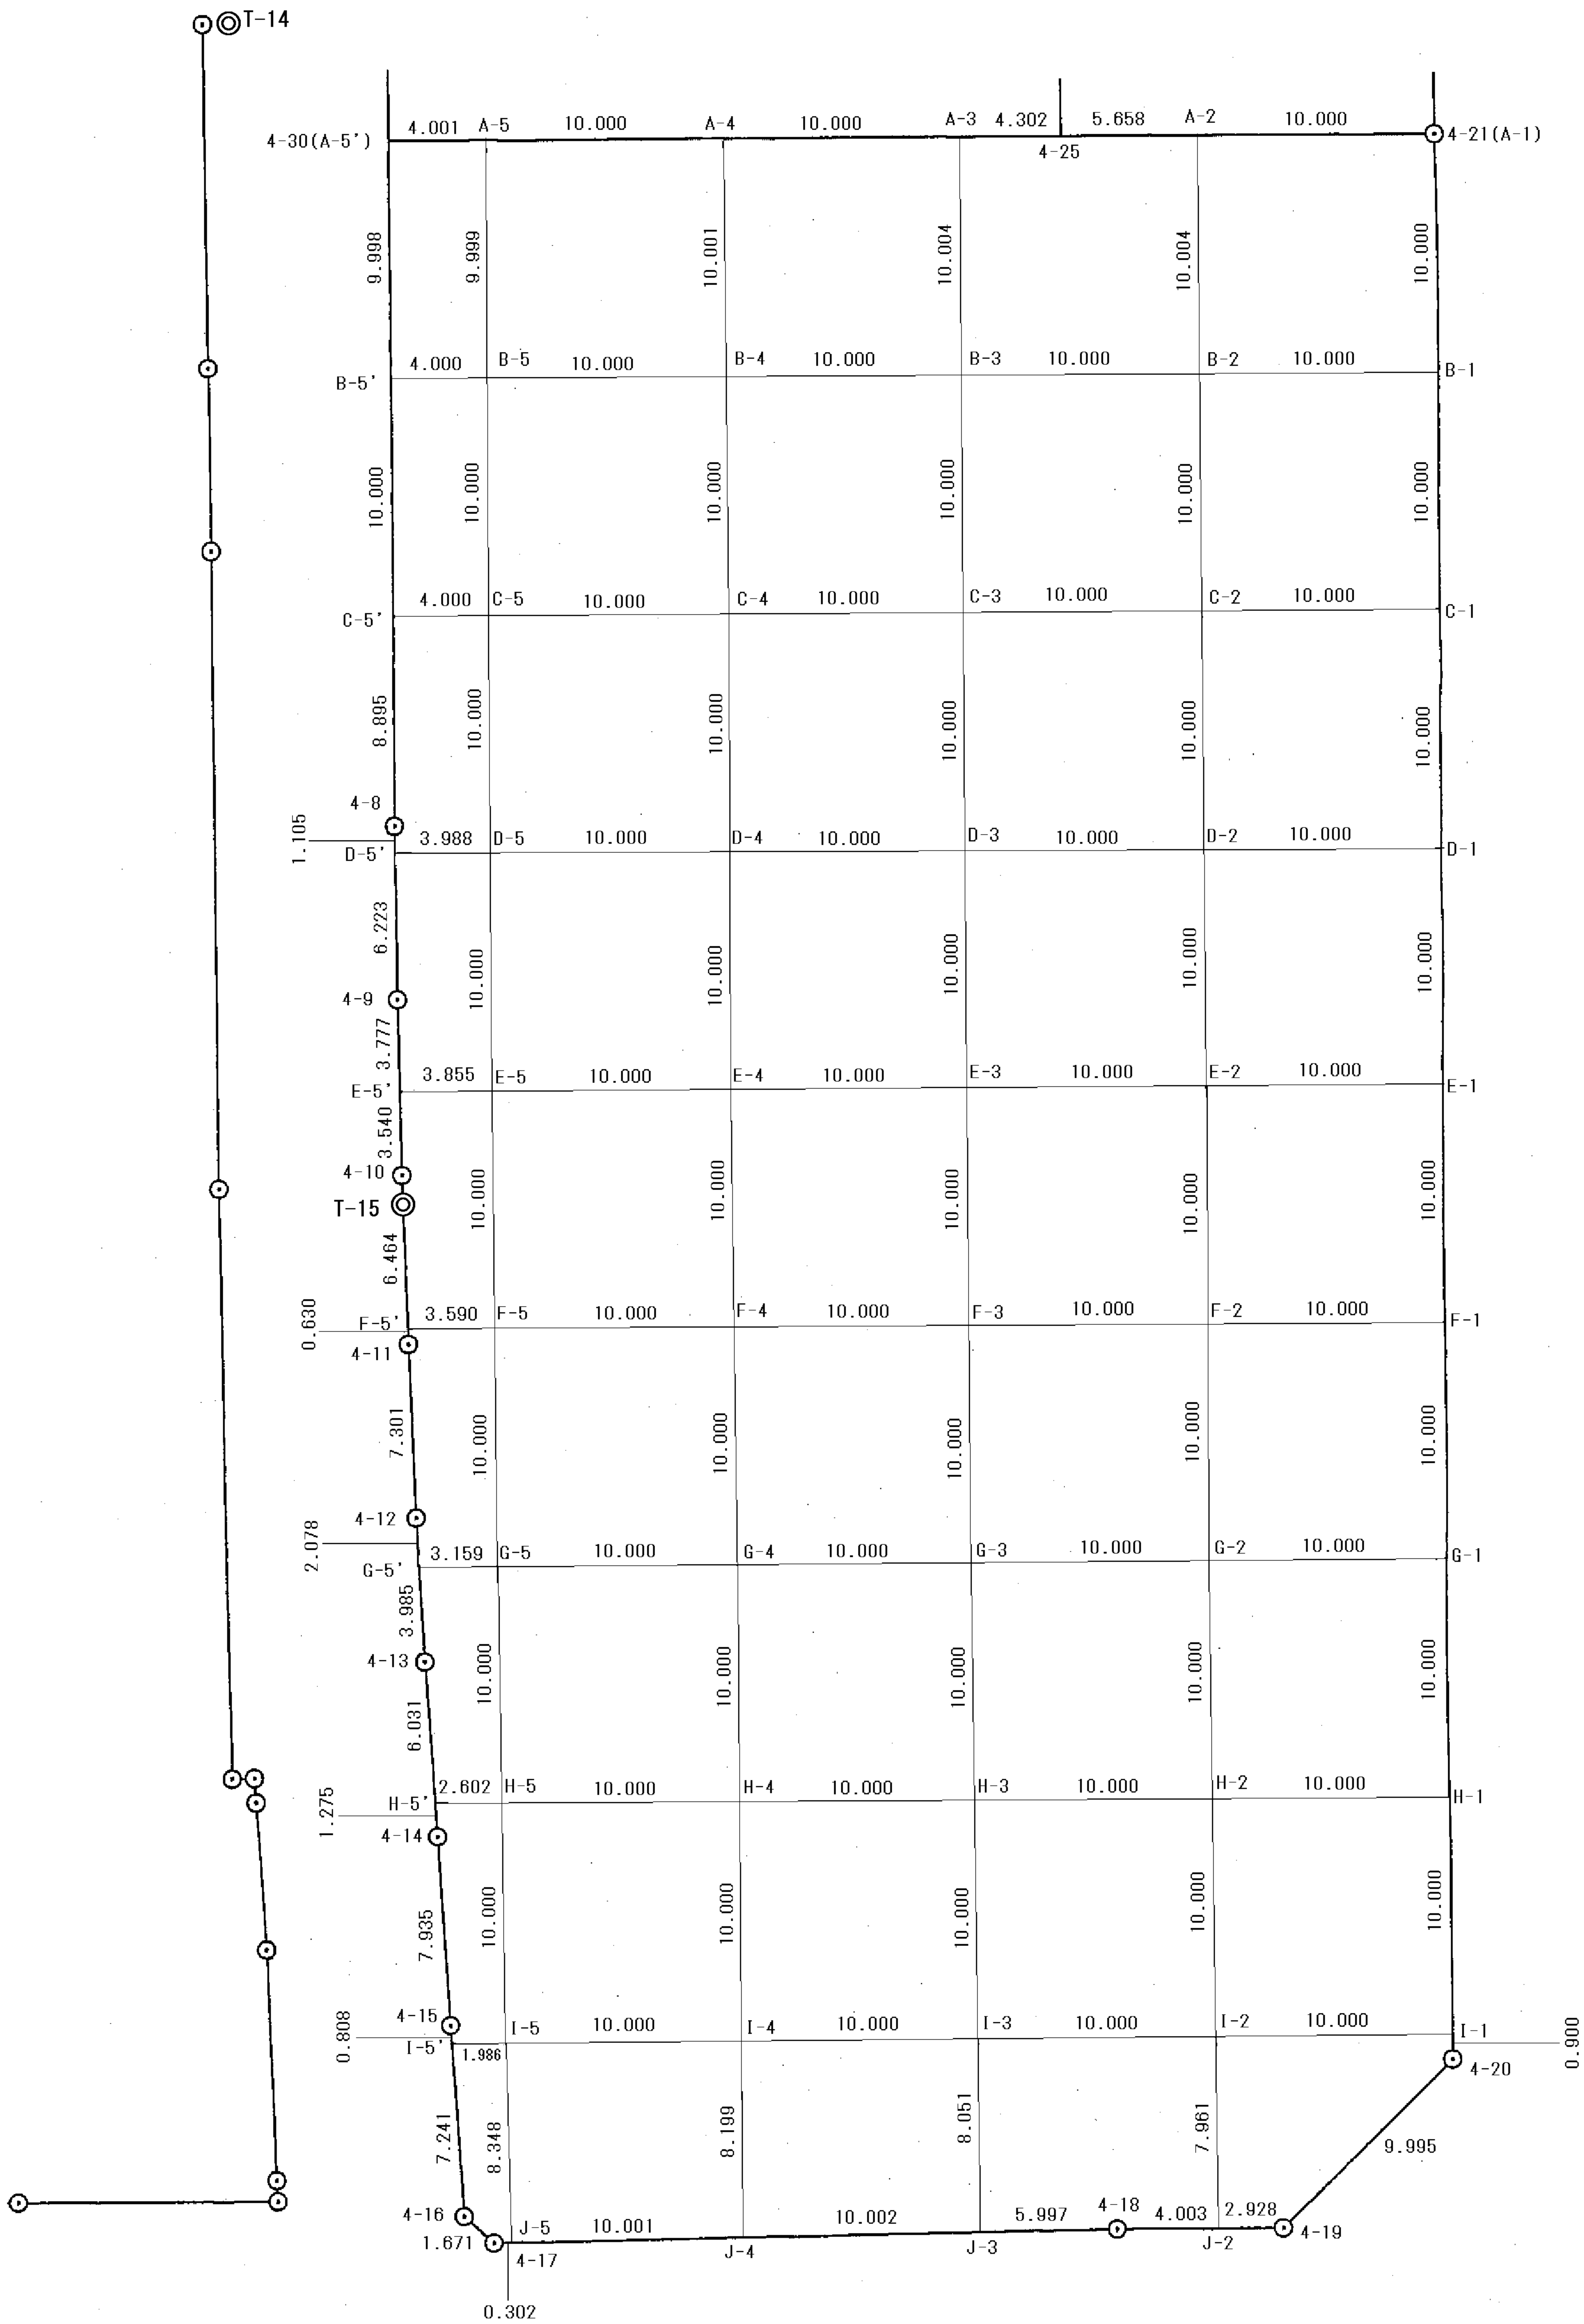 T-14
4-30(A-5') 4.001 A-5 10.000 A-4 10.000 A-3 4.302 5.658 A-2 10.000 4-21(A-1)
4-25
9.998 9.999 10.001 10.004 10.004 10.000
B-5' 4.000 B-5 10.000 B-4 10.000 B-3 10.000 B-2 10.000 B-1
10.000 10.000 10.000 10.000 10.000 10.000
C-5' 4.000 C-5 10.000 C-4 10.000 C-3 10.000 C-2 10.000 C-1
8.895 10.000 10.000 10.000 10.000 10.000
4-8
1.105
D-5' 3.988 D-5 10.000 D-4 10.000 D-3 10.000 D-2 10.000 D-1
6.223 10.000 10.000 10.000 10.000 10.000
4-9
3.777
E-5' 3.855 E-5 10.000 E-4 10.000 E-3 10.000 E-2 10.000 E-1
3.540 10.000 10.000 10.000 10.000 10.000
4-10
T-15
6.464
0.630
F-5' 3.590 F-5 10.000 F-4 10.000 F-3 10.000 F-2 10.000 F-1
4-11
7.301 10.000 10.000 10.000 10.000 10.000
4-12
2.078
G-5' 3.159 G-5 10.000 G-4 10.000 G-3 10.000 G-2 10.000 G-1
3.985 10.000 10.000 10.000 10.000 10.000
4-13
6.031
H-5' 2.602 H-5 10.000 H-4 10.000 H-3 10.000 H-2 10.000 H-1
1.275
4-14
7.935 10.000 10.000 10.000 10.000 10.000
4-15
0.808
I-5' 1.986 I-5 10.000 I-4 10.000 I-3 10.000 I-2 10.000 I-1
0.900
4-20
7.241 8.348 8.199 8.051 7.961 9.995
4-16
1.671 J-5 10.001 10.002 5.997 4-18 4.003 2.928 4-19
4-17 J-4 J-3 J-2
0.302